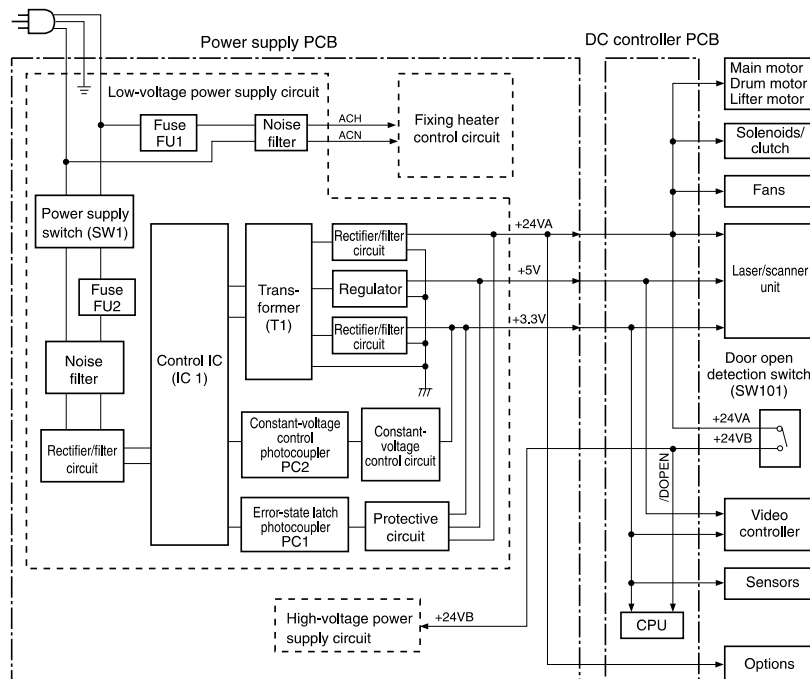 Power supply PCB
DC controller PCB
Low-voltage power supply circuit
Fuse
FU1
Noise
filter
ACH
ACN
Fixing heater
control circuit
Main motor
Drum motor
Lifter motor
Solenoids/
clutch
Fans
Power supply
switch (SW1)
Fuse
FU2
Noise
filter
Rectifier/filter
circuit
Control IC
(IC 1)
Trans-
former
(T1)
Rectifier/filter
circuit
Regulator
Rectifier/filter
circuit
+24VA
+5V
+3.3V
Laser/scanner
unit
Door open
detection switch
(SW101)
+24VA
+24VB
/DOPEN
Constant-voltage
control
photocoupler
PC2
Constant-
voltage
control circuit
Error-state latch
photocoupler
PC1
Protective
circuit
Video
controller
Sensors
High-voltage power
supply circuit
+24VB
CPU
Options